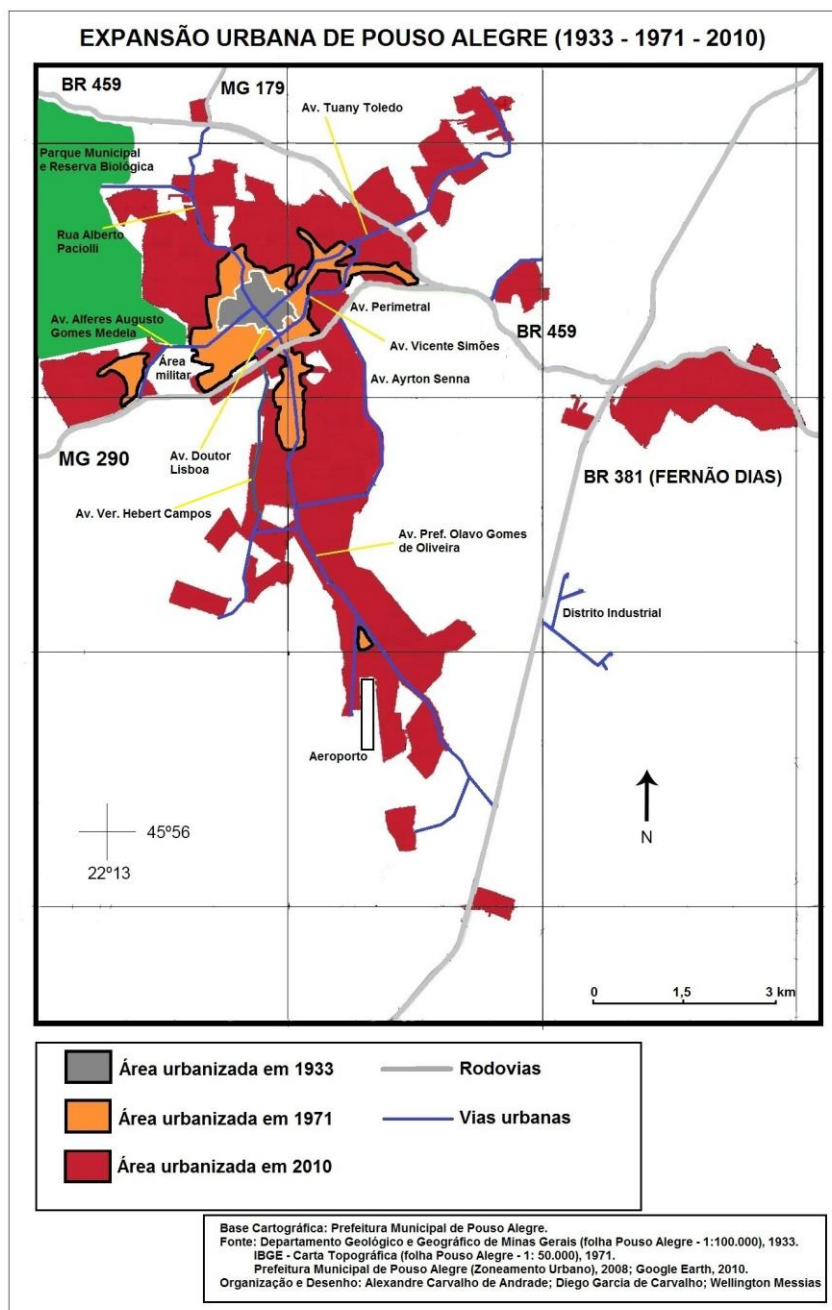 EXPANSÃO URBANA DE POUSO ALEGRE (1933 - 1971 - 2010)
BR 459
MG 179
Av. Tuany Toledo
Parque Municipal
e Reserva Biológica
Rua Alberto
Paciolli
Av. Perimetral
Av. Alferes Augusto
Gomes Medela
Área
militar
Av. Vicente Simões
BR 459
Av. Ayrton Senna
MG 290
Av. Doutor
Lisboa
BR 381 (FERNÃO DIAS)
Av. Ver. Hebert Campos
Av. Pref. Olavo Gomes
de Oliveira
Distrito Industrial
Aeroporto
45º56
22º13
N
0 1,5 3 km
Área urbanizada em 1933
Rodovias
Área urbanizada em 1971
Vias urbanas
Área urbanizada em 2010
Base Cartográfica: Prefeitura Municipal de Pouso Alegre.
Fonte: Departamento Geológico e Geográfico de Minas Gerais (folha Pouso Alegre - 1:100.000), 1933.
IBGE - Carta Topográfica (folha Pouso Alegre - 1: 50.000), 1971.
Prefeitura Municipal de Pouso Alegre (Zoneamento Urbano), 2008; Google Earth, 2010.
Organização e Desenho: Alexandre Carvalho de Andrade; Diego Garcia de Carvalho; Wellington Messias